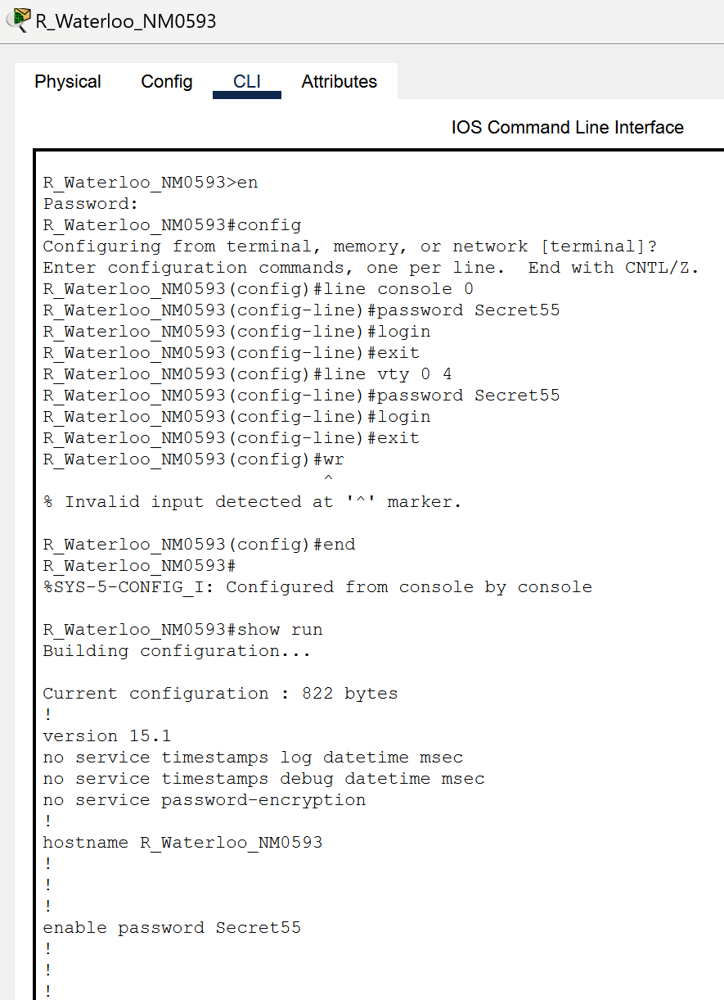 R_Waterloo_NM0593
Physical Config CLI Attributes
IOS Command Line Interface
R_Waterloo_NM0593>en
Password:
R_Waterloo_NM0593#config
Configuring from terminal, memory, or network [terminal]?
Enter configuration commands, one per line.  End with CNTL/Z.
R_Waterloo_NM0593(config)#line console 0
R_Waterloo_NM0593(config-line)#password Secret55
R_Waterloo_NM0593(config-line)#login
R_Waterloo_NM0593(config-line)#exit
R_Waterloo_NM0593(config)#line vty 0 4
R_Waterloo_NM0593(config-line)#password Secret55
R_Waterloo_NM0593(config-line)#login
R_Waterloo_NM0593(config-line)#exit
R_Waterloo_NM0593(config)#wr
^
% Invalid input detected at '^' marker.
R_Waterloo_NM0593(config)#end
R_Waterloo_NM0593#
%SYS-5-CONFIG_I: Configured from console by console
R_Waterloo_NM0593#show run
Building configuration...
Current configuration : 822 bytes
!
version 15.1
no service timestamps log datetime msec
no service timestamps debug datetime msec
no service password-encryption
!
hostname R_Waterloo_NM0593
!
!
!
enable password Secret55
!
!
!